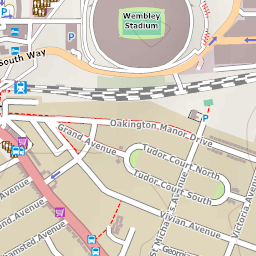 Wembley
Stadium
South Way
Oakington Manor Drive
Grand Avenue
Tudor Court North
Tudor Court South
St Michael's Avenue
Vivian Avenue
Victoria Avenue
Avenue
Avenue